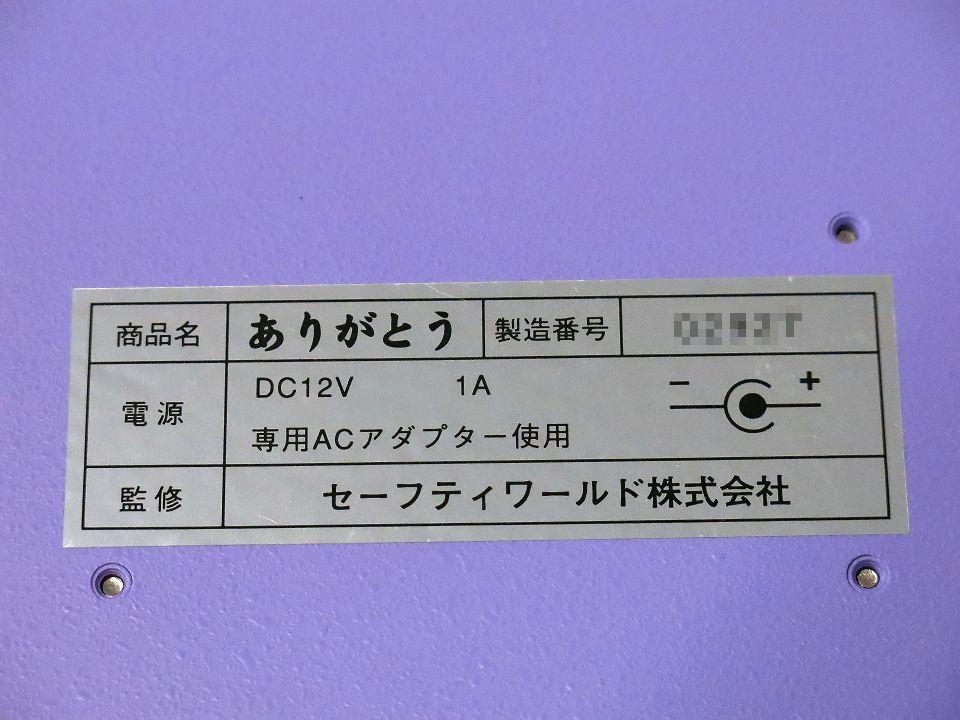 商品名 ありがとう 製造番号
電源 DC12V 1A - +
専用ACアダプター使用
監修 セーフティワールド株式会社